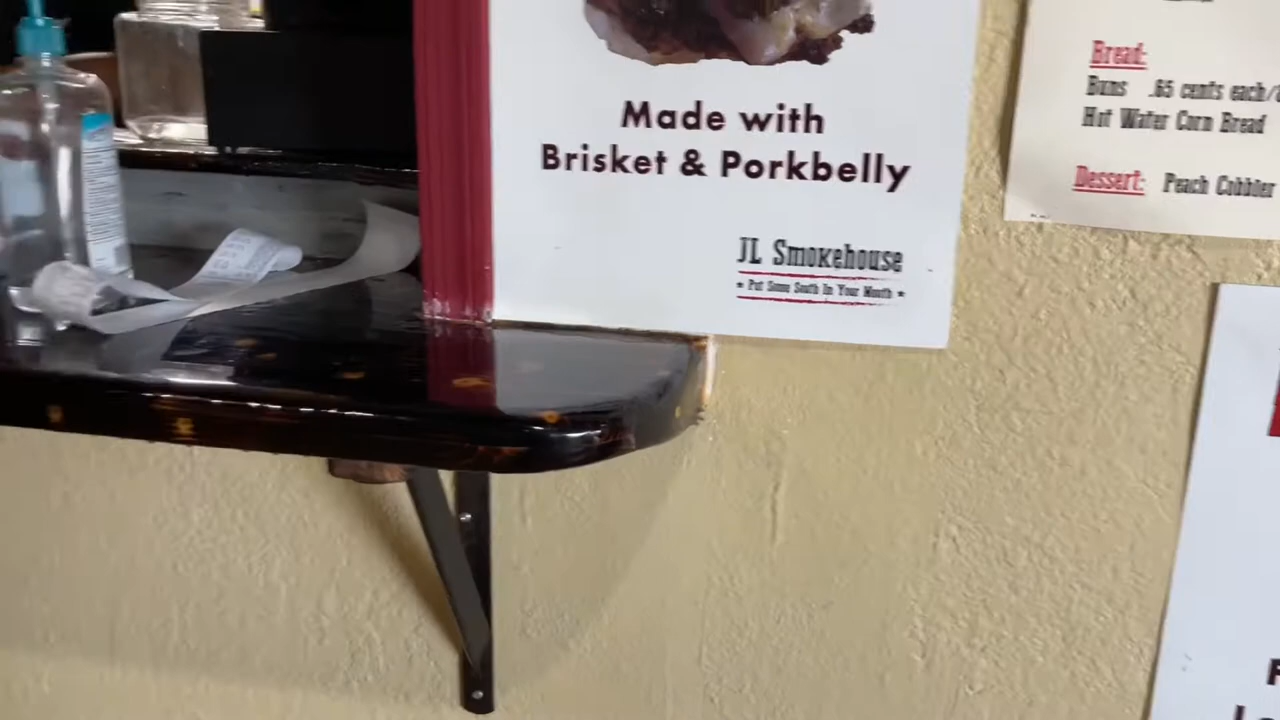 Made with
Brisket & Porkbelly
JL Smokehouse
* Put Some South In Your Mouth *
Bread:
Buns .65 cents each/
Hot Water Corn Bread
Dessert: Peach Cobbler